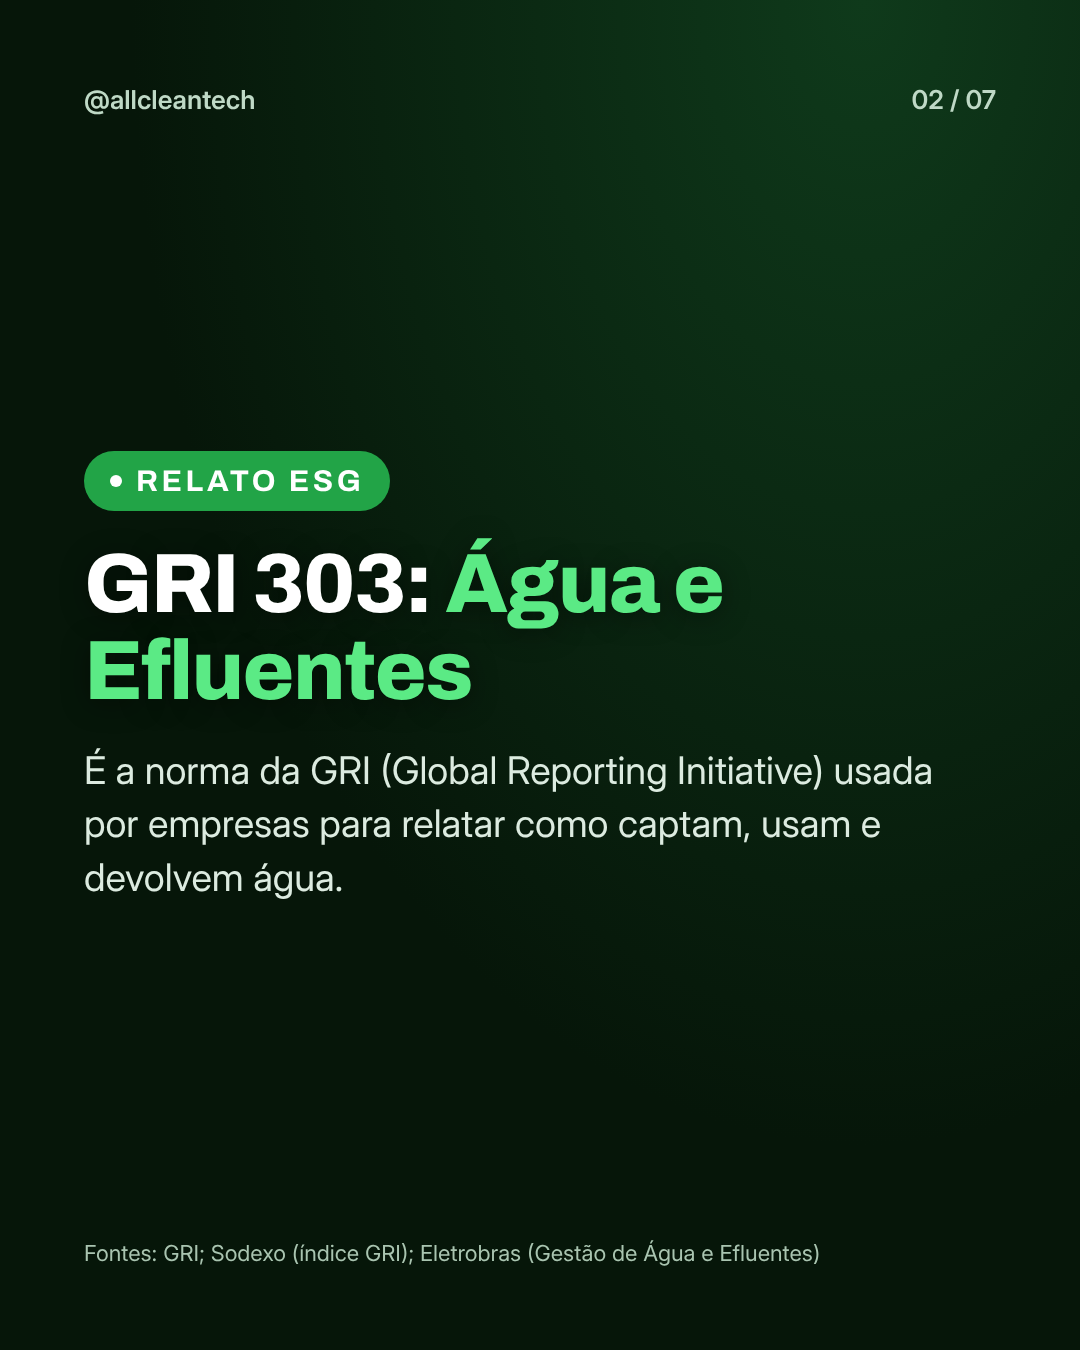 @allcleantech
02 / 07
• RELATO ESG
GRI 303: Água e
Efluentes
É a norma da GRI (Global Reporting Initiative) usada
por empresas para relatar como captam, usam e
devolvem água.
Fontes: GRI; Sodexo (índice GRI); Eletrobras (Gestão de Água e Efluentes)